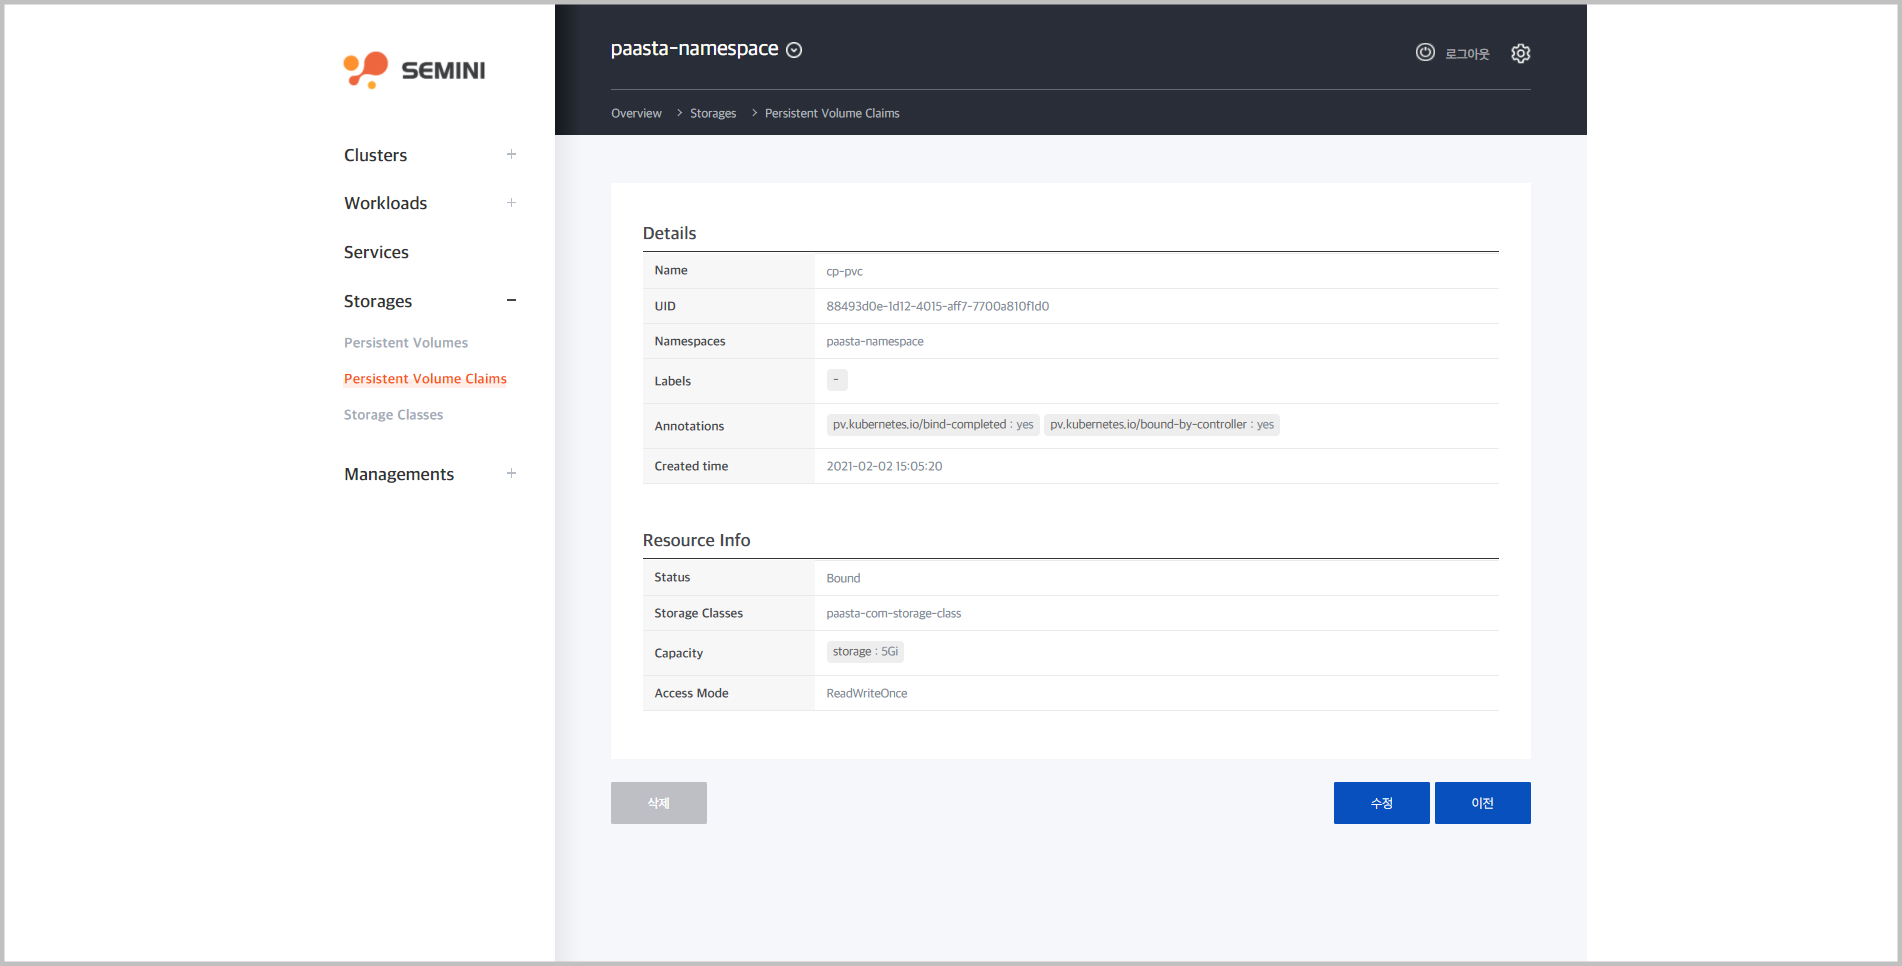 SEMINI
Clusters
Workloads
Services
Storages
Persistent Volumes
Persistent Volume Claims
Storage Classes
Managements
paasta-namespace
로그아웃
Overview > Storages > Persistent Volume Claims
Details
Name cp-pvc
UID 88493d0e-1d12-4015-aff7-7700a810f1d0
Namespaces paasta-namespace
Labels -
Annotations pv.kubernetes.io/bind-completed : yes pv.kubernetes.io/bound-by-controller : yes
Created time 2021-02-02 15:05:20
Resource Info
Status Bound
Storage Classes paasta-com-storage-class
Capacity storage : 5Gi
Access Mode ReadWriteOnce
삭제 수정 이전